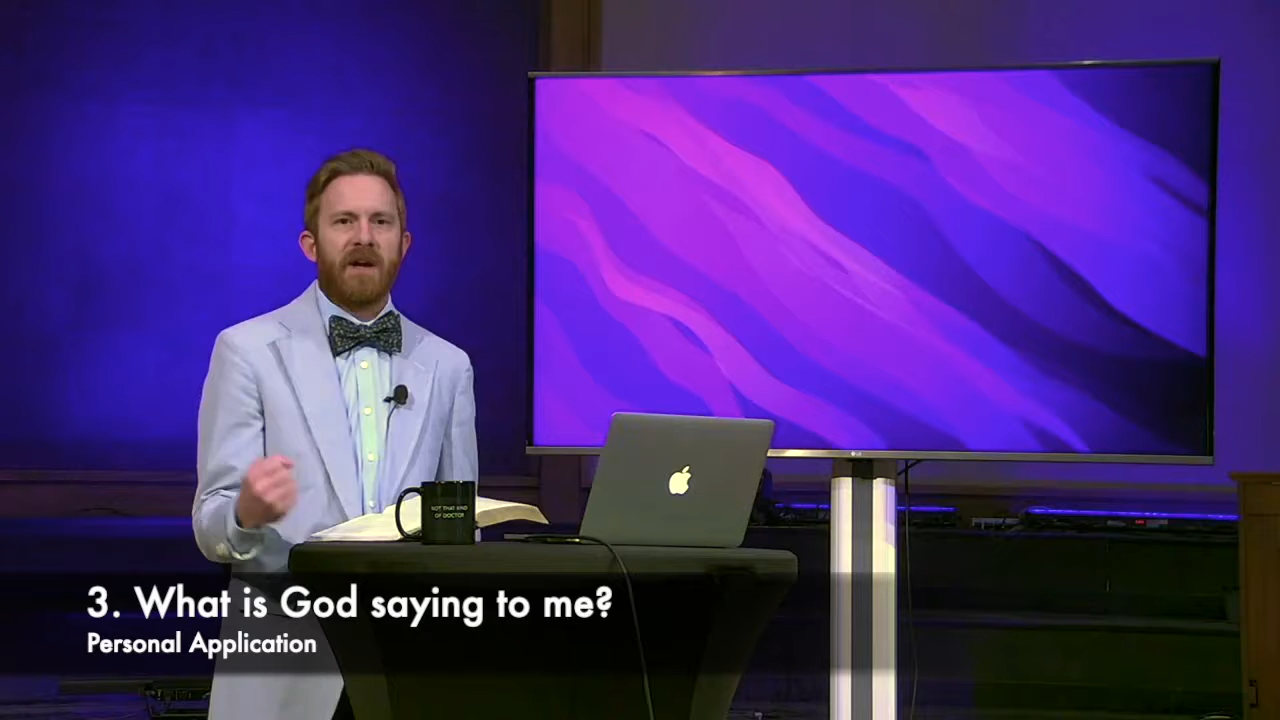 NOT THAT KIND
OF DOCTOR
3. What is God saying to me?
Personal Application